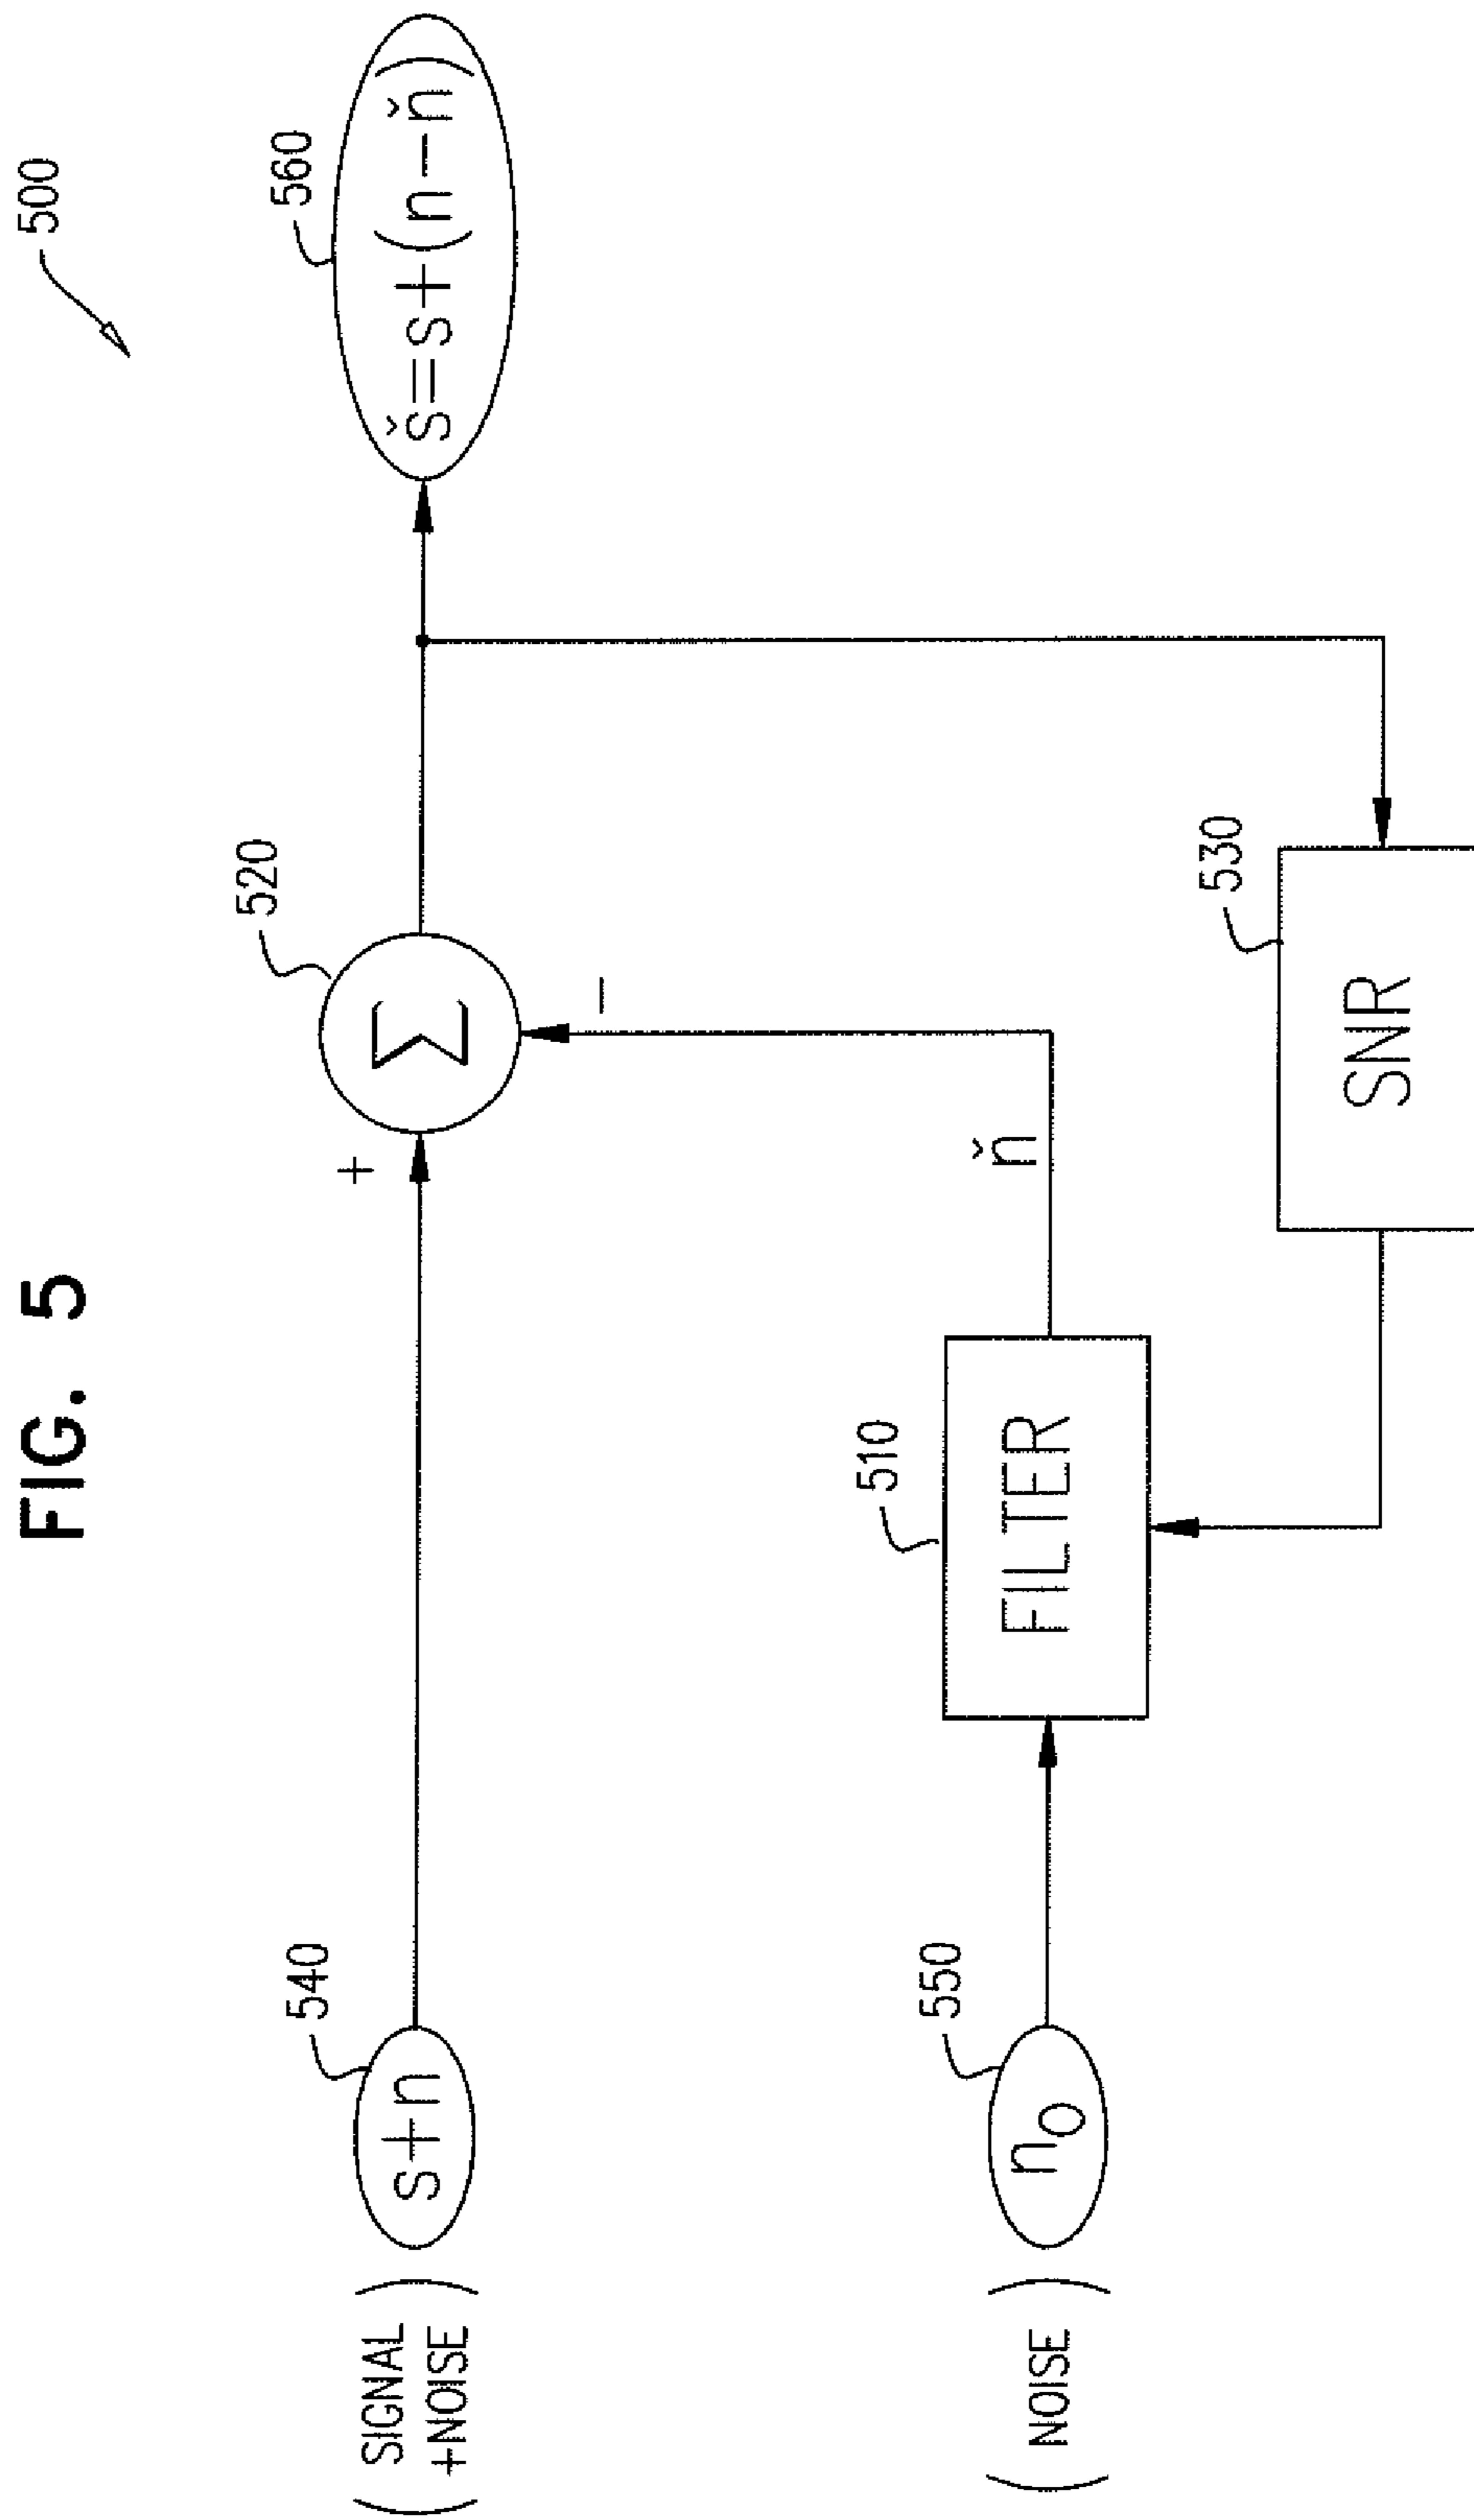 FIG. 5
500
560
š=s+(n-ň)
520
Σ
+
−
540
(SIGNAL
+NOISE)
s+n
ň
510
FILTER
530
SNR
550
(NOISE)
n₀